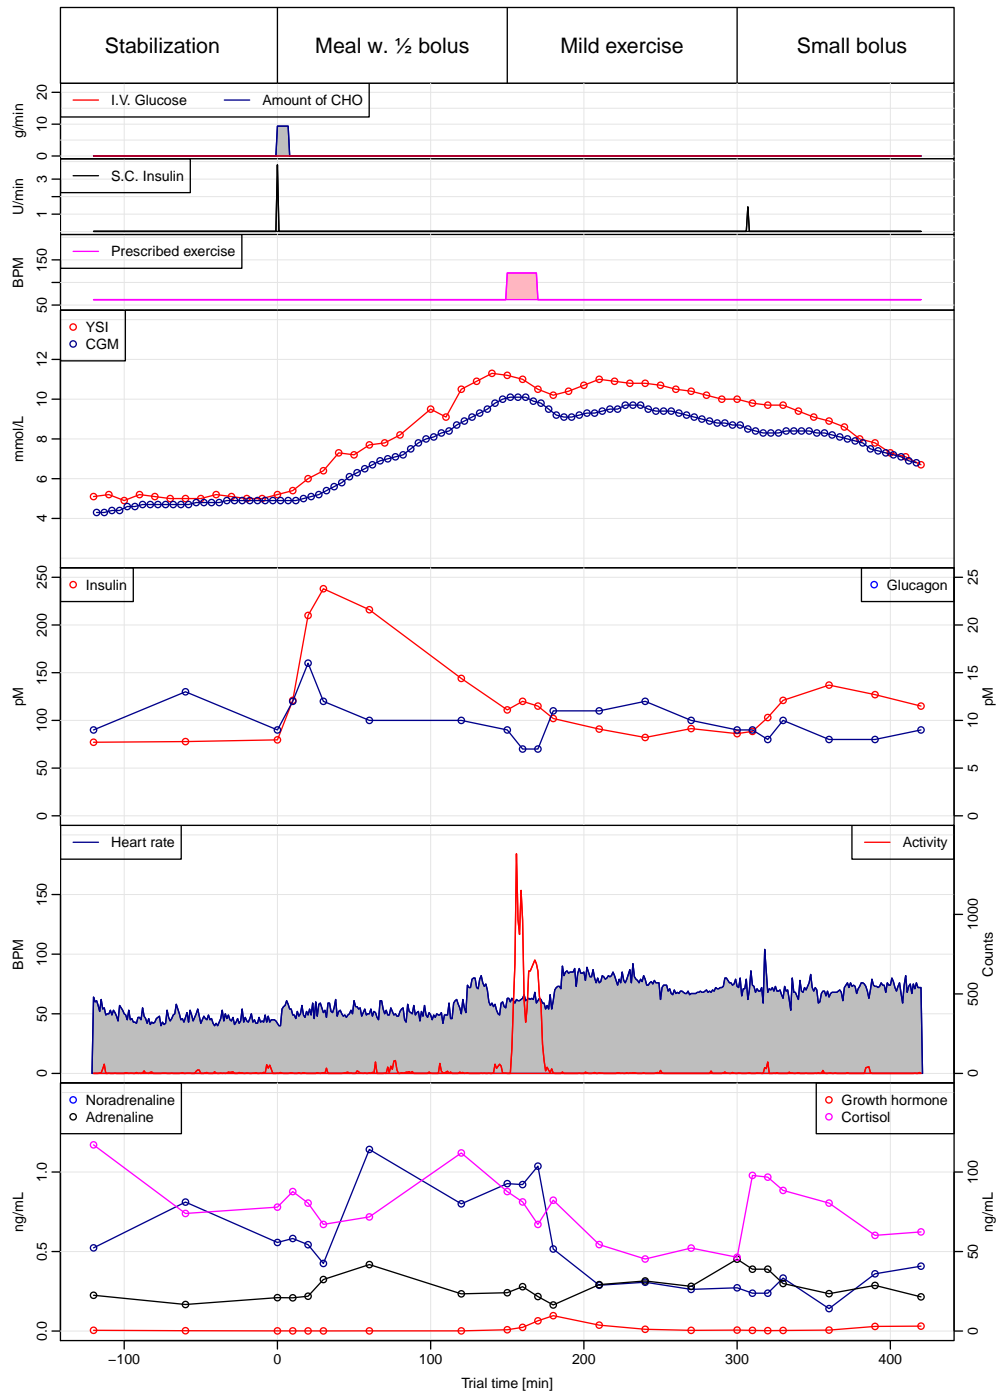 Stabilization Meal w. ½ bolus Mild exercise Small bolus
I.V. Glucose Amount of CHO
g/min
20
10
0
S.C. Insulin
U/min
3
1
Prescribed exercise
BPM
150
50
YSI
CGM
mmol/L
12
10
8
6
4
Insulin Glucagon
pM
250
200
150
100
50
0
25
20
15
10
5
0
pM
Heart rate Activity
BPM
150
100
50
0
1000
500
0
Counts
Noradrenaline Growth hormone
Adrenaline Cortisol
ng/mL
1.0
0.5
0.0
100
50
0
ng/mL
−100 0 100 200 300 400
Trial time [min]